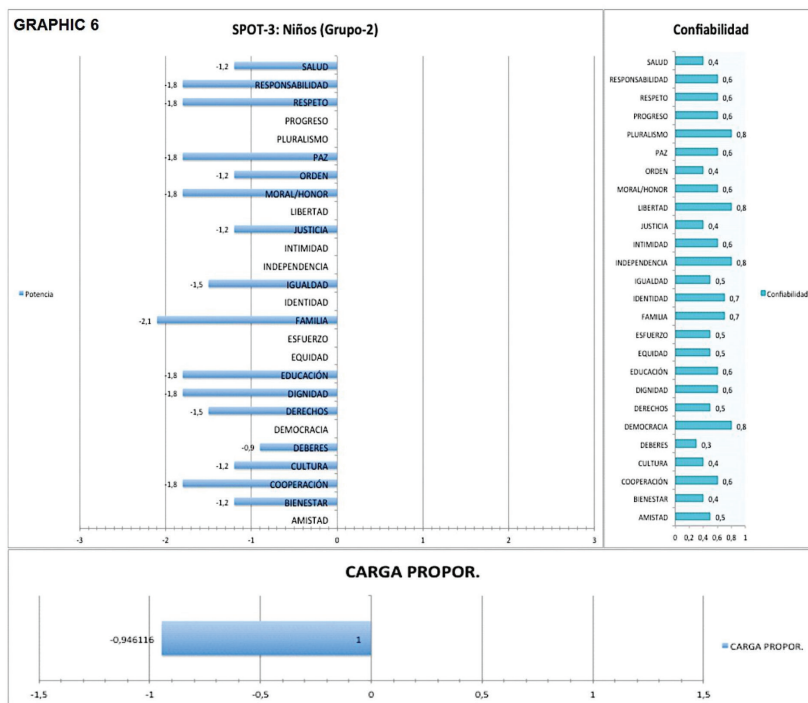 GRAPHIC 6
SPOT-3: Niños (Grupo-2)
-1,2 SALUD
-1,8 RESPONSABILIDAD
-1,8 RESPETO
PROGRESO
PLURALISMO
-1,8 PAZ
-1,2 ORDEN
-1,8 MORAL/HONOR
LIBERTAD
-1,2 JUSTICIA
INTIMIDAD
INDEPENDENCIA
-1,5 IGUALDAD
Potencia
IDENTIDAD
-2,1 FAMILIA
ESFUERZO
EQUIDAD
-1,8 EDUCACIÓN
-1,8 DIGNIDAD
-1,5 DERECHOS
DEMOCRACIA
-0,9 DEBERES
-1,2 CULTURA
-1,8 COOPERACIÓN
-1,2 BIENESTAR
AMISTAD
-3 -2 -1 0 1 2 3
Confiabilidad
SALUD 0,4
RESPONSABILIDAD 0,6
RESPETO 0,6
PROGRESO 0,6
PLURALISMO 0,8
PAZ 0,6
ORDEN 0,4
MORAL/HONOR 0,6
LIBERTAD 0,8
JUSTICIA 0,4
INTIMIDAD 0,6
INDEPENDENCIA 0,8
IGUALDAD 0,5
Confiabilidad
IDENTIDAD 0,7
FAMILIA 0,7
ESFUERZO 0,5
EQUIDAD 0,5
EDUCACIÓN 0,6
DIGNIDAD 0,6
DERECHOS 0,5
DEMOCRACIA 0,8
DEBERES 0,3
CULTURA 0,4
COOPERACIÓN 0,6
BIENESTAR 0,4
AMISTAD 0,5
0 0,2 0,4 0,6 0,8 1
CARGA PROPOR.
-0,946116 1
CARGA PROPOR.
-1,5 -1 -0,5 0 0,5 1 1,5